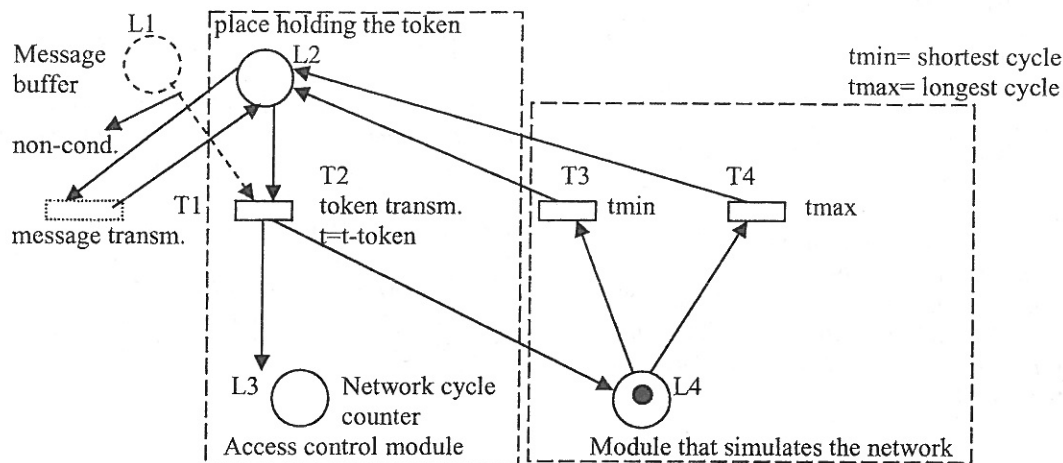 L1
place holding the token
Message
buffer
L2
tmin= shortest cycle
tmax= longest cycle
non-cond.
T1
message transm.
T2
token transm.
t=t-token
T3
tmin
T4
tmax
L3
Network cycle
counter
L4
Access control module
Module that simulates the network